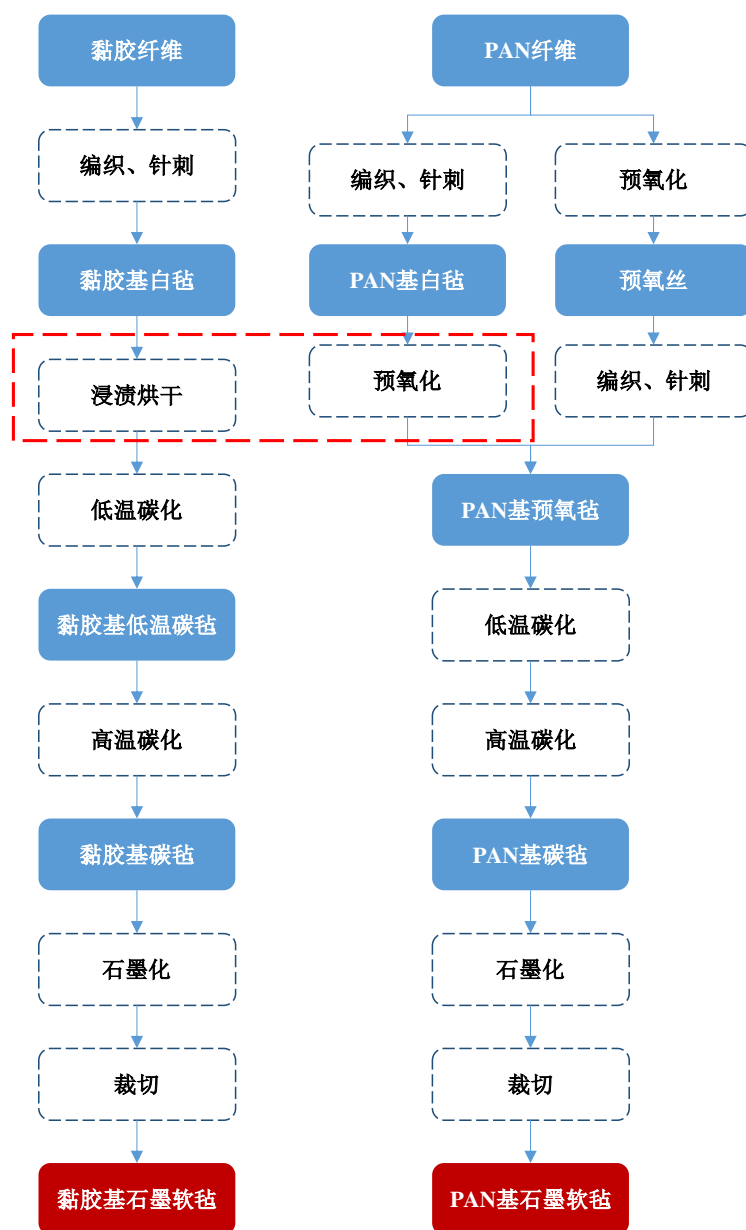 黏胶纤维
PAN纤维
编织、针刺
编织、针刺
预氧化
黏胶基白毡
PAN基白毡
预氧丝
浸渍烘干
预氧化
编织、针刺
低温碳化
PAN基预氧毡
黏胶基低温碳毡
低温碳化
高温碳化
高温碳化
黏胶基碳毡
PAN基碳毡
石墨化
石墨化
裁切
裁切
黏胶基石墨软毡
PAN基石墨软毡